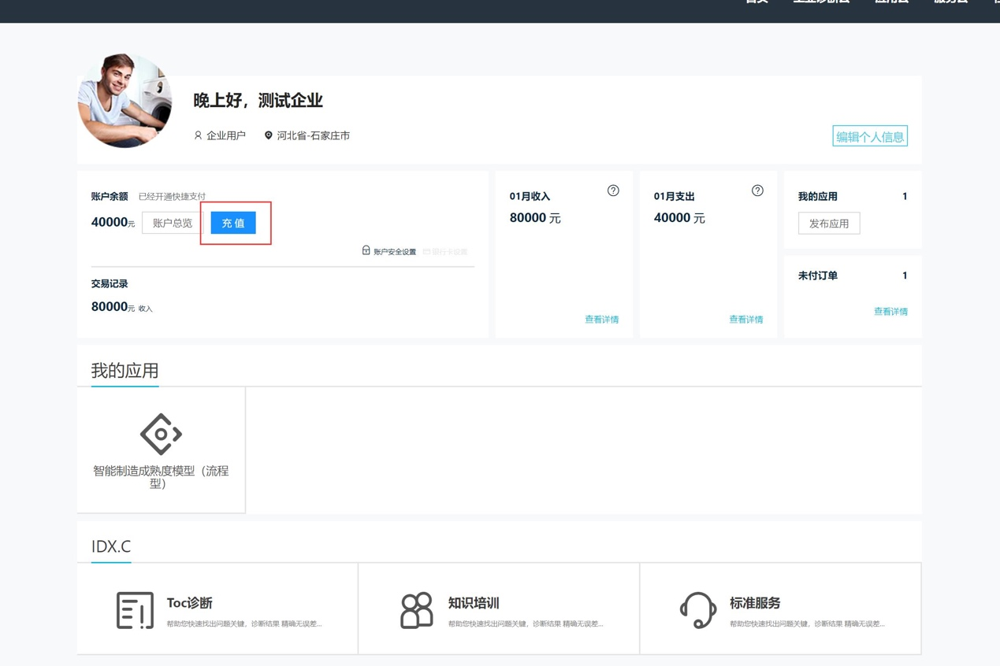 晚上好，测试企业
企业用户 河北省-石家庄市
编辑个人信息
账户余额 已经开通快捷支付
40000元 账户总览 充 值
账户安全设置 银行卡设置
交易记录
80000元 收入
01月收入
80000 元
查看详情
01月支出
40000 元
查看详情
我的应用 1
发布应用
未付订单 1
查看详情
我的应用
智能制造成熟度模型（流程
型）
IDX.C
Toc诊断
帮助您快速找出问题关键，诊断结果 精确无误差...
知识培训
帮助您快速找出问题关键，诊断结果 精确无误差...
标准服务
帮助您快速找出问题关键，诊断结果 精确无误差...